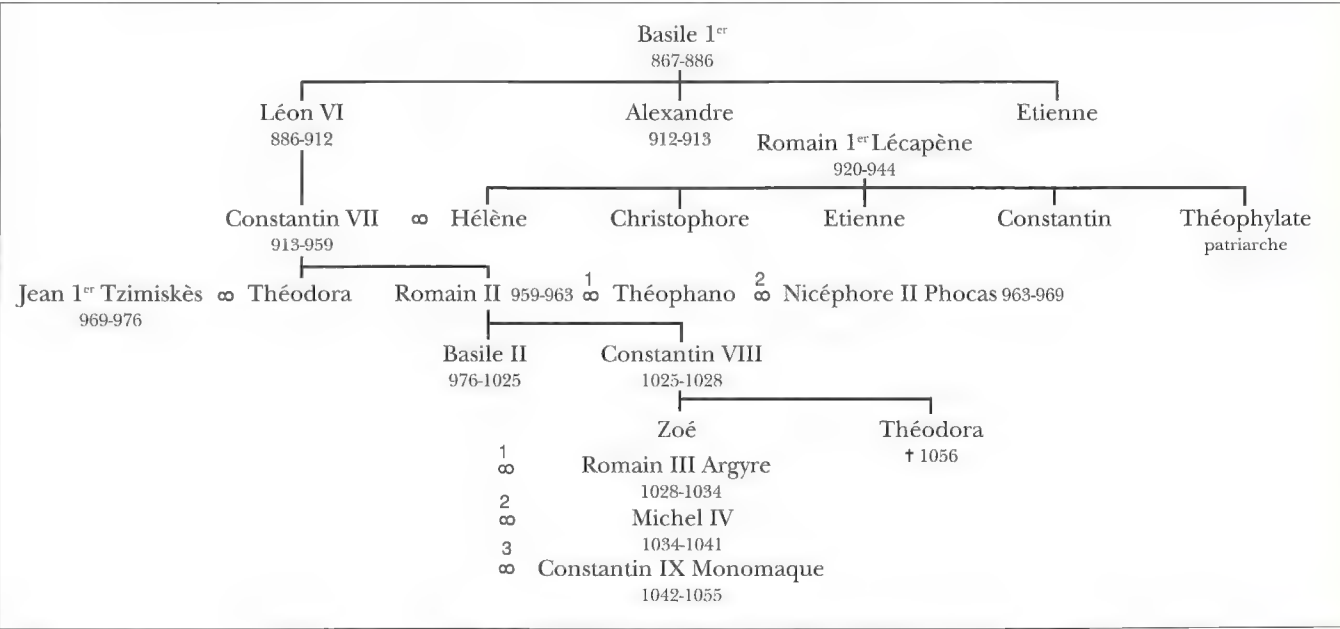 Basile 1er
867-886
Léon VI Alexandre Etienne
886-912 912-913
Romain 1er Lécapène
920-944
Constantin VII ∞ Hélène Christophore Etienne Constantin Théophylate
913-959 patriarche
1 2
Jean 1er Tzimiskès ∞ Théodora Romain II 959-963 ∞ Théophano ∞ Nicéphore II Phocas 963-969
969-976
Basile II Constantin VIII
976-1025 1025-1028
Zoé Théodora
† 1056
1
∞ Romain III Argyre
1028-1034
2
∞ Michel IV
1034-1041
3
∞ Constantin IX Monomaque
1042-1055